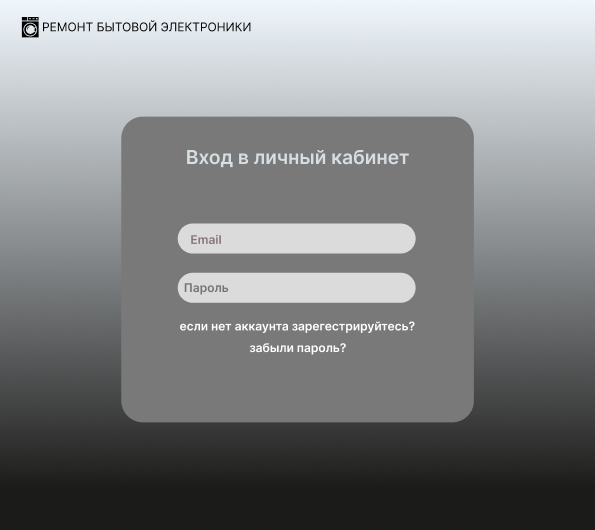 РЕМОНТ БЫТОВОЙ ЭЛЕКТРОНИКИ
Вход в личный кабинет
Email
Пароль
если нет аккаунта зарегестрируйтесь?
забыли пароль?